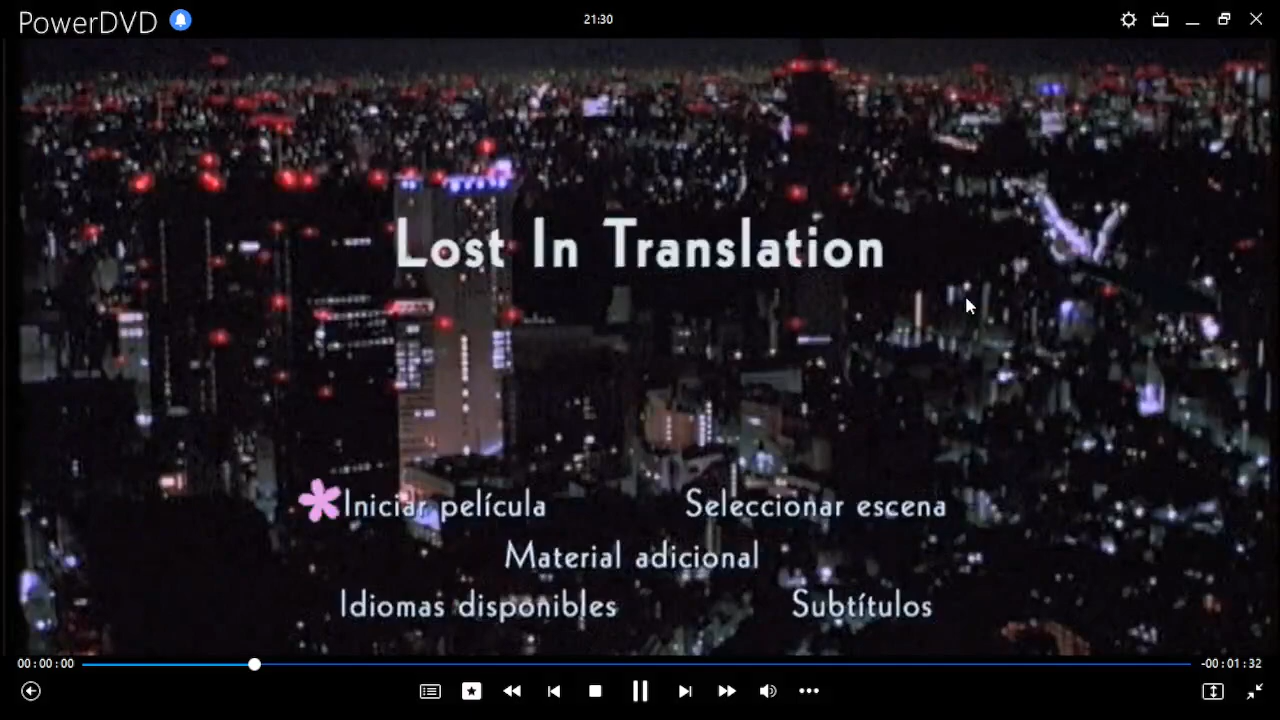 PowerDVD
21:30
Lost In Translation
Iniciar película
Seleccionar escena
Material adicional
Idiomas disponibles
Subtítulos
00:00:00
-00:01:32